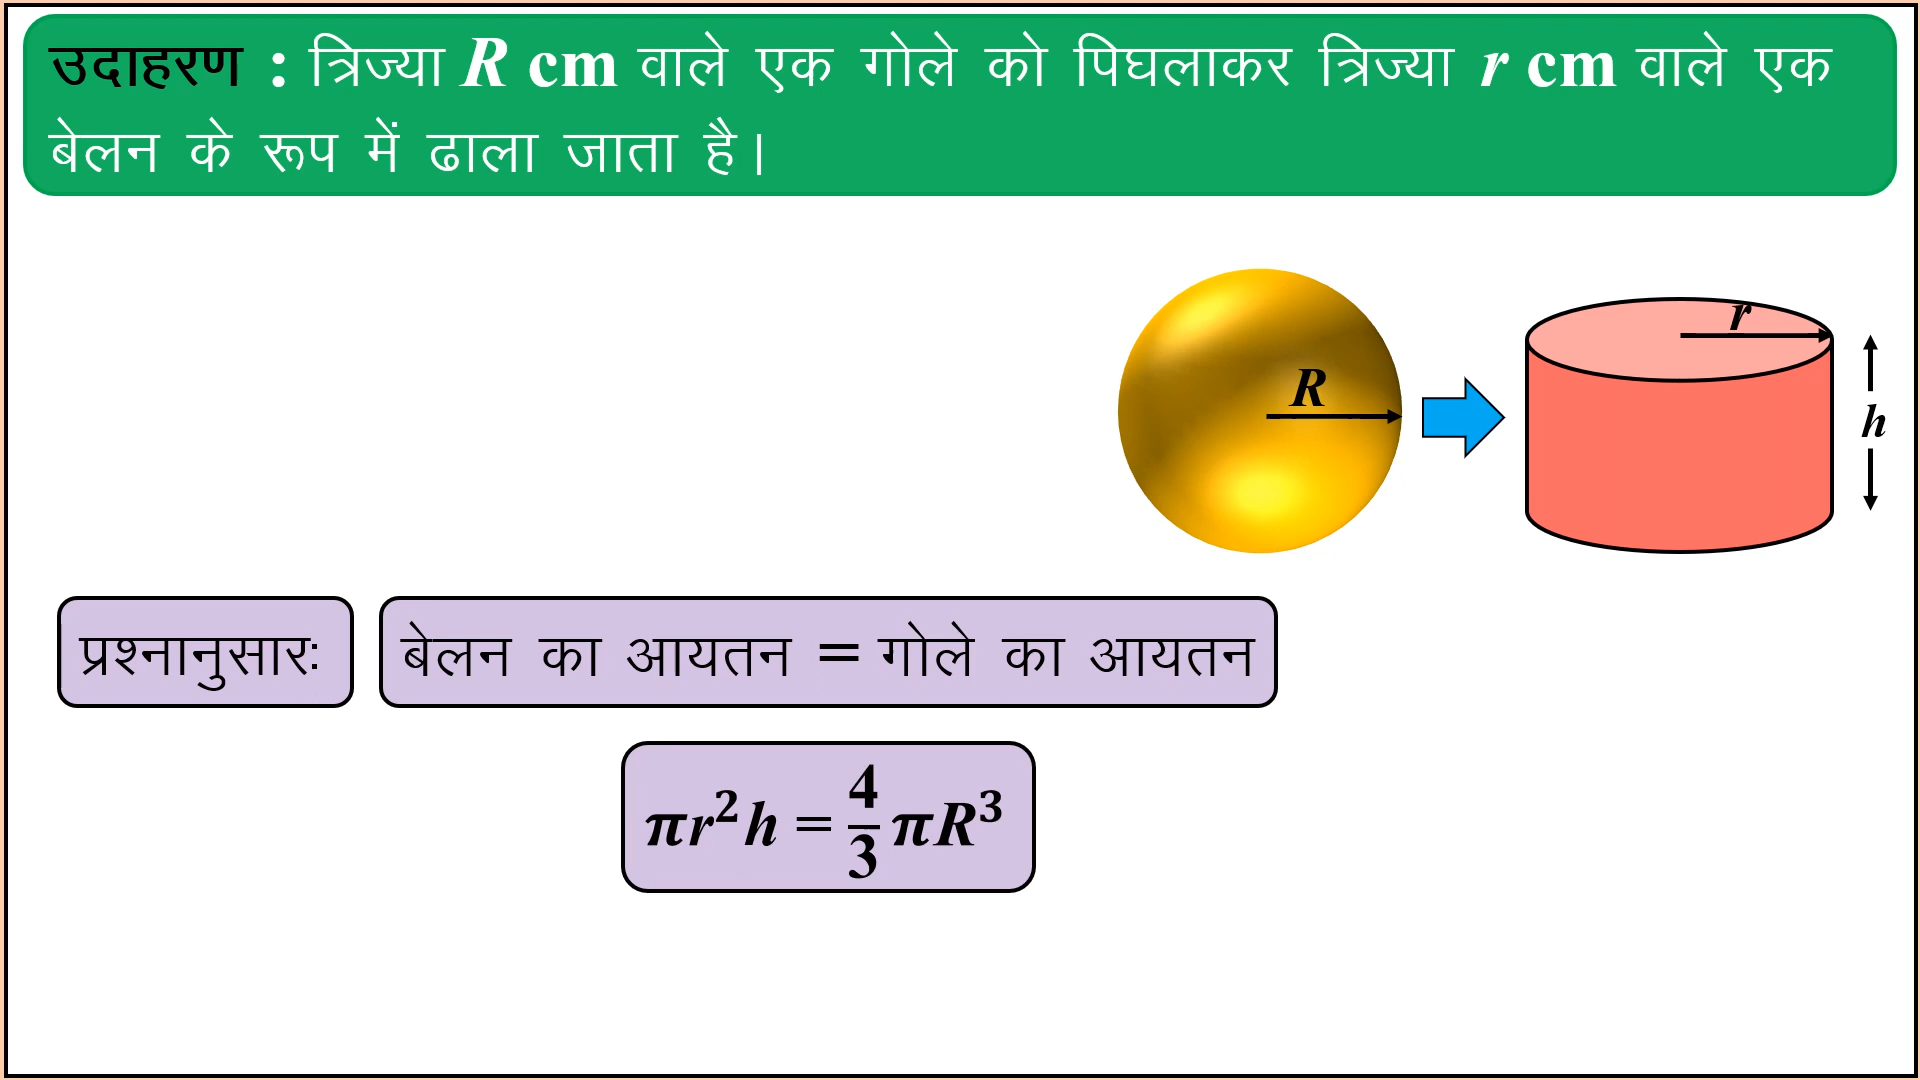 उदाहरण : त्रिज्या R cm वाले एक गोले को पिघलाकर त्रिज्या r cm वाले एक
बेलन के रूप में ढाला जाता है।
r
R
h
प्रश्नानुसारः बेलन का आयतन = गोले का आयतन
πr²h = 4/3 πR³